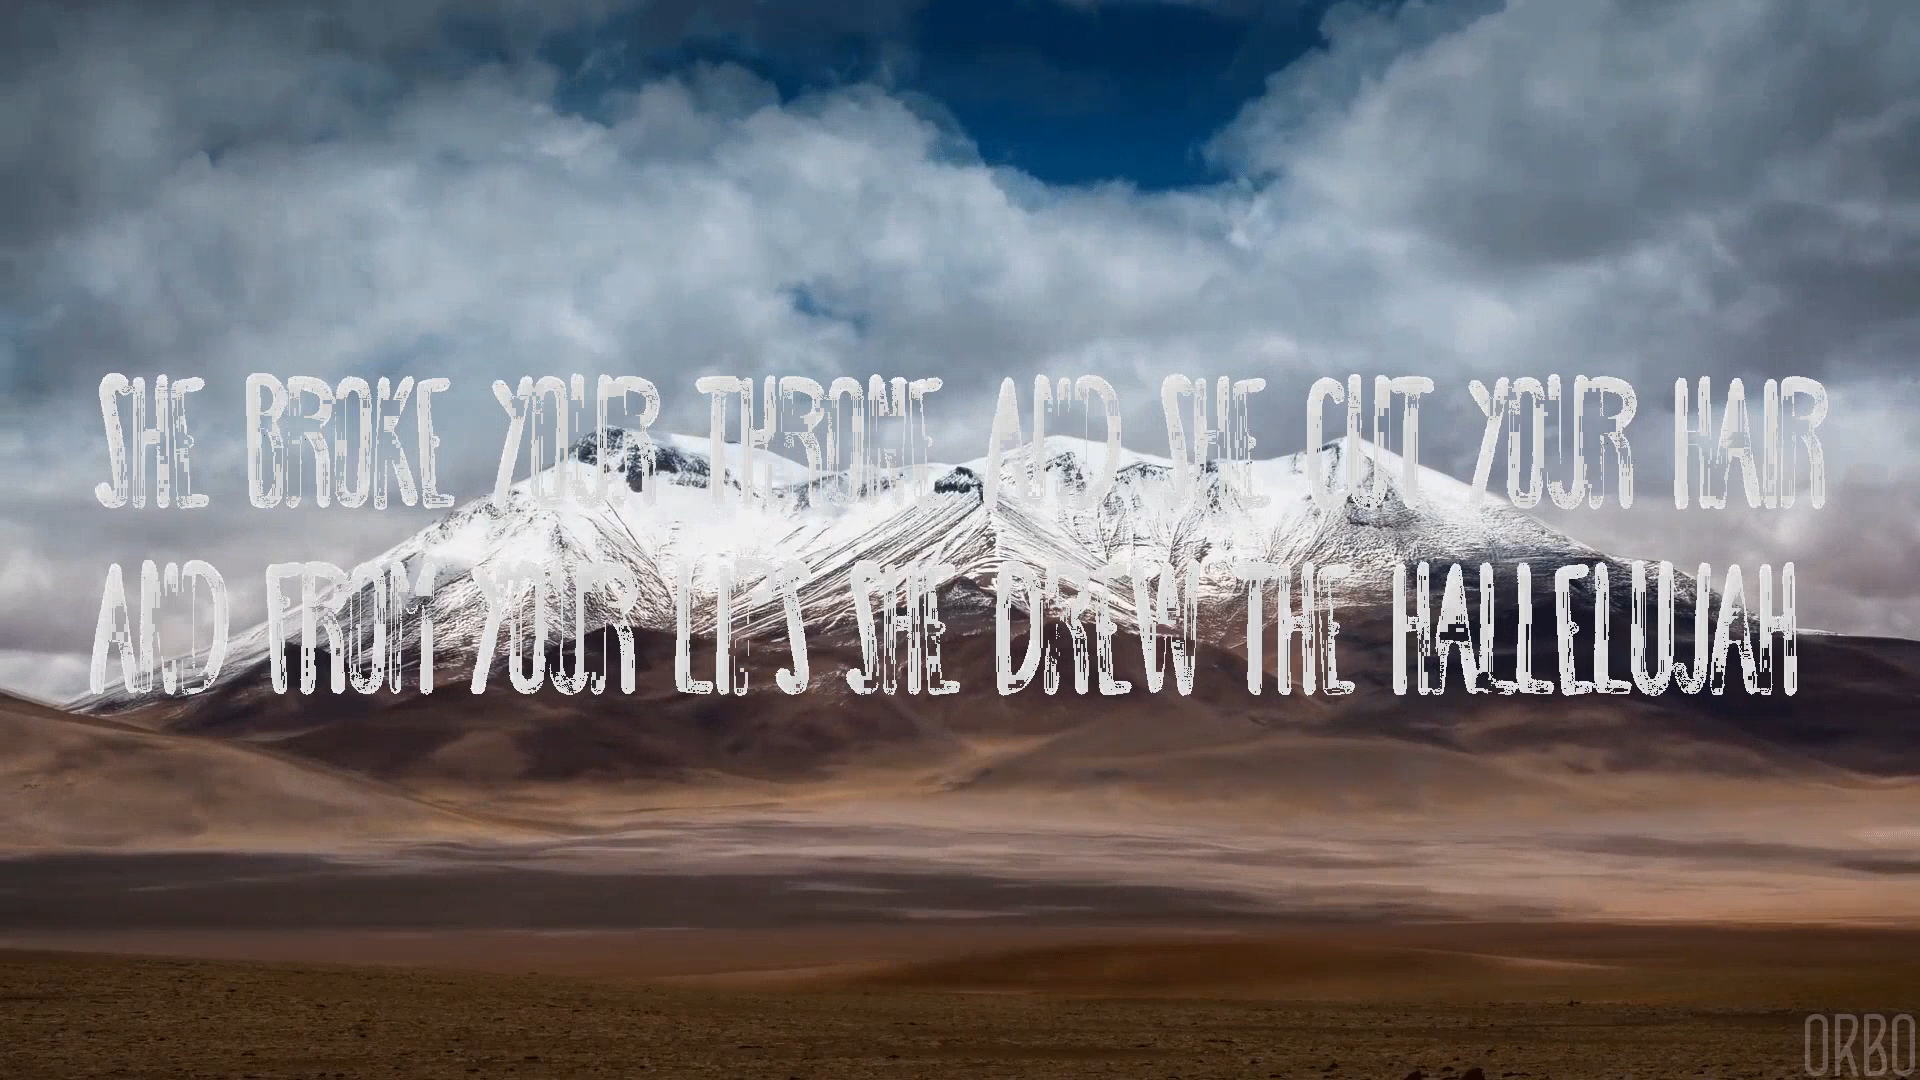 SHE BROKE YOUR THRONE AND SHE CUT YOUR HAIR
AND FROM YOUR LIPS SHE DREW THE HALLELUJAH
ORBO